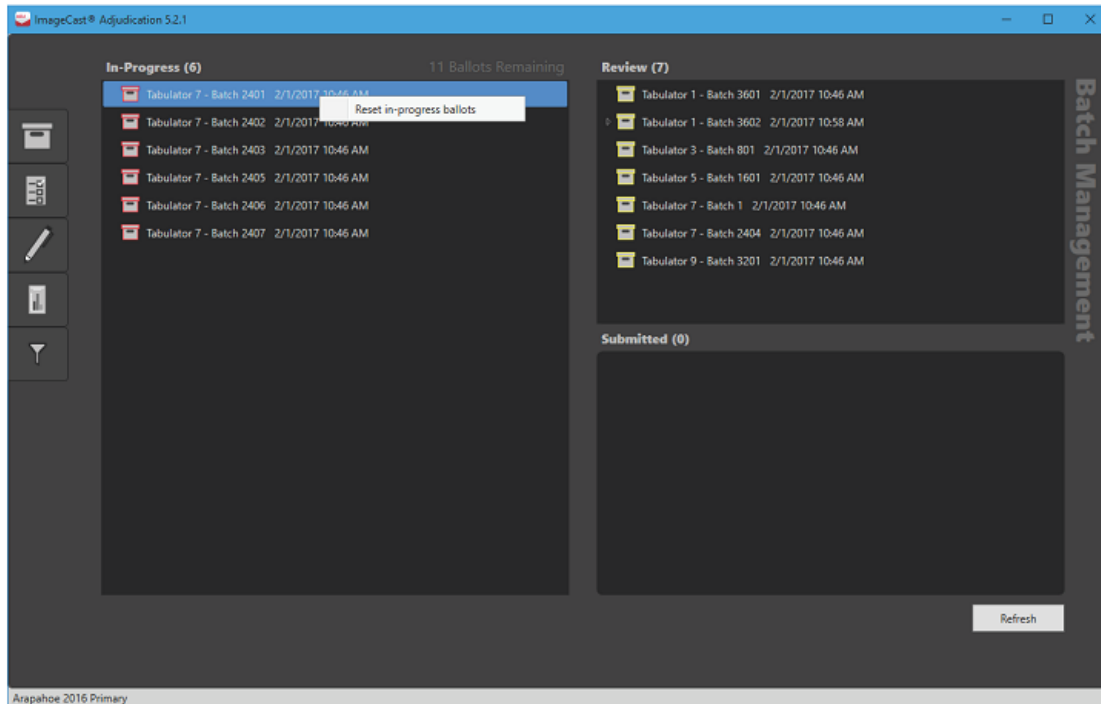 ImageCast® Adjudication 5.2.1
In-Progress (6)
11 Ballots Remaining
Tabulator 7 - Batch 2401 2/1/2017 10:46 AM
Reset in-progress ballots
Tabulator 7 - Batch 2402 2/1/2017 10:46 AM
Tabulator 7 - Batch 2403 2/1/2017 10:46 AM
Tabulator 7 - Batch 2405 2/1/2017 10:46 AM
Tabulator 7 - Batch 2406 2/1/2017 10:46 AM
Tabulator 7 - Batch 2407 2/1/2017 10:46 AM
Review (7)
Tabulator 1 - Batch 3601 2/1/2017 10:46 AM
Tabulator 1 - Batch 3602 2/1/2017 10:58 AM
Tabulator 3 - Batch 801 2/1/2017 10:46 AM
Tabulator 5 - Batch 1601 2/1/2017 10:46 AM
Tabulator 7 - Batch 1 2/1/2017 10:46 AM
Tabulator 7 - Batch 2404 2/1/2017 10:46 AM
Tabulator 9 - Batch 3201 2/1/2017 10:46 AM
Submitted (0)
Batch Management
Refresh
Arapahoe 2016 Primary